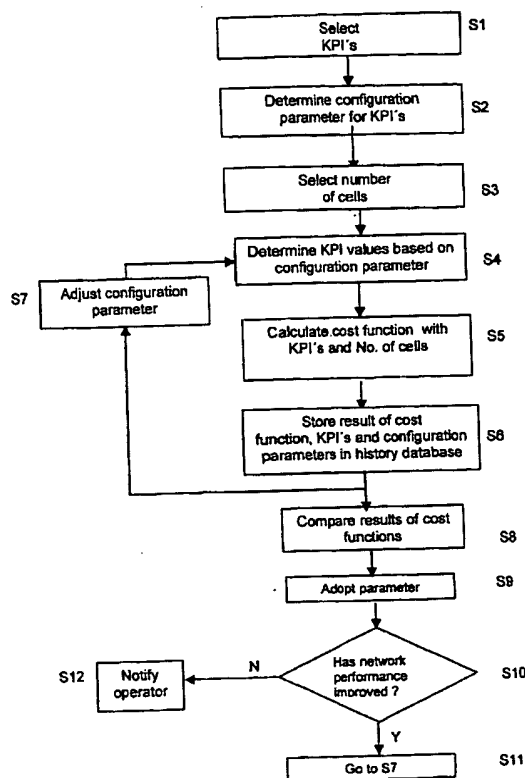 Select
KPI's
S1
Determine configuration
parameter for KPI's
S2
Select number
of cells
S3
Determine KPI values based on
configuration parameter
S4
S7
Adjust configuration
parameter
Calculate.cost function with
KPI's and No. of cells
S5
Store result of cost
function, KPI's and configuration
parameters in history database
S6
Compare results of cost
functions
S8
Adopt parameter
S9
S12
Notify
operator
N
Has network
performance
improved ?
S10
Y
Go to S7
S11